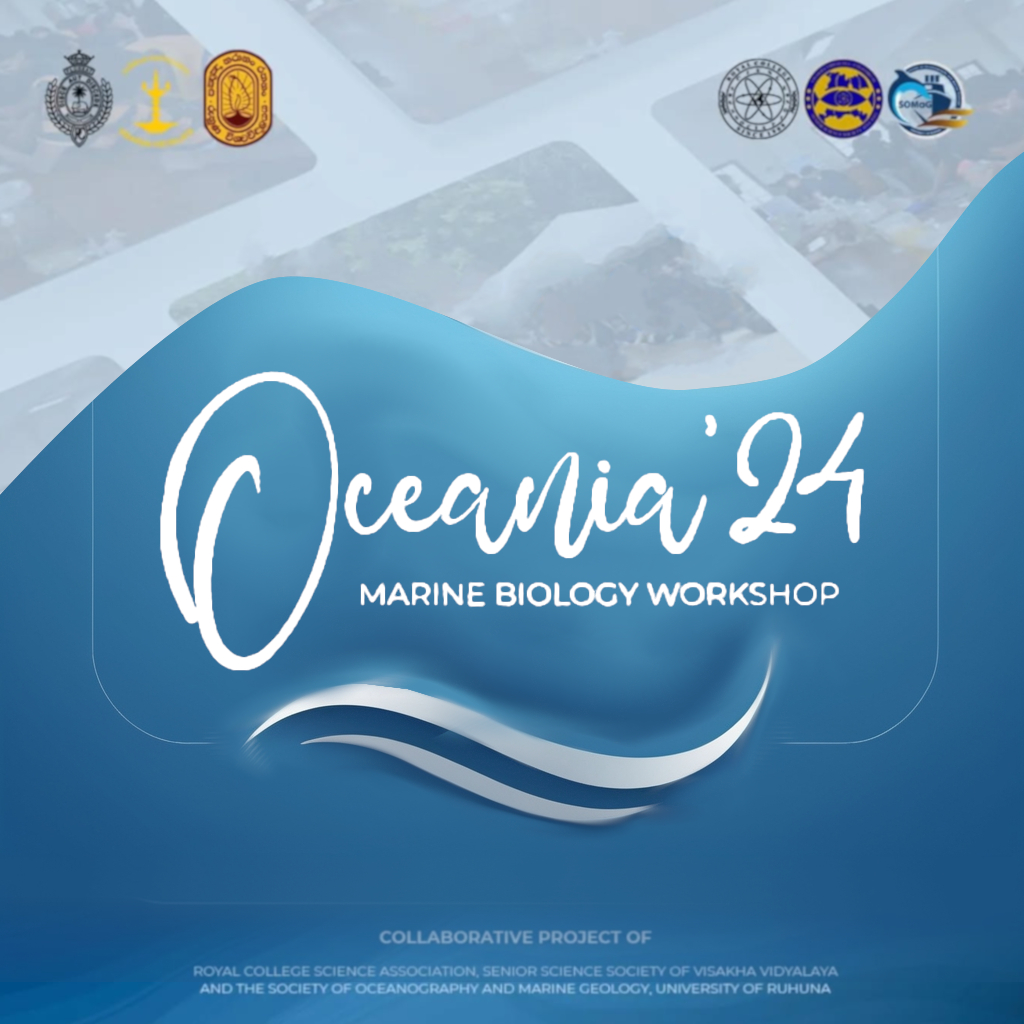 SOMaG
Oceania '24
MARINE BIOLOGY WORKSHOP
COLLABORATIVE PROJECT OF
ROYAL COLLEGE SCIENCE ASSOCIATION, SENIOR SCIENCE SOCIETY OF VISAKHA VIDYALAYA
AND THE SOCIETY OF OCEANOGRAPHY AND MARINE GEOLOGY, UNIVERSITY OF RUHUNA